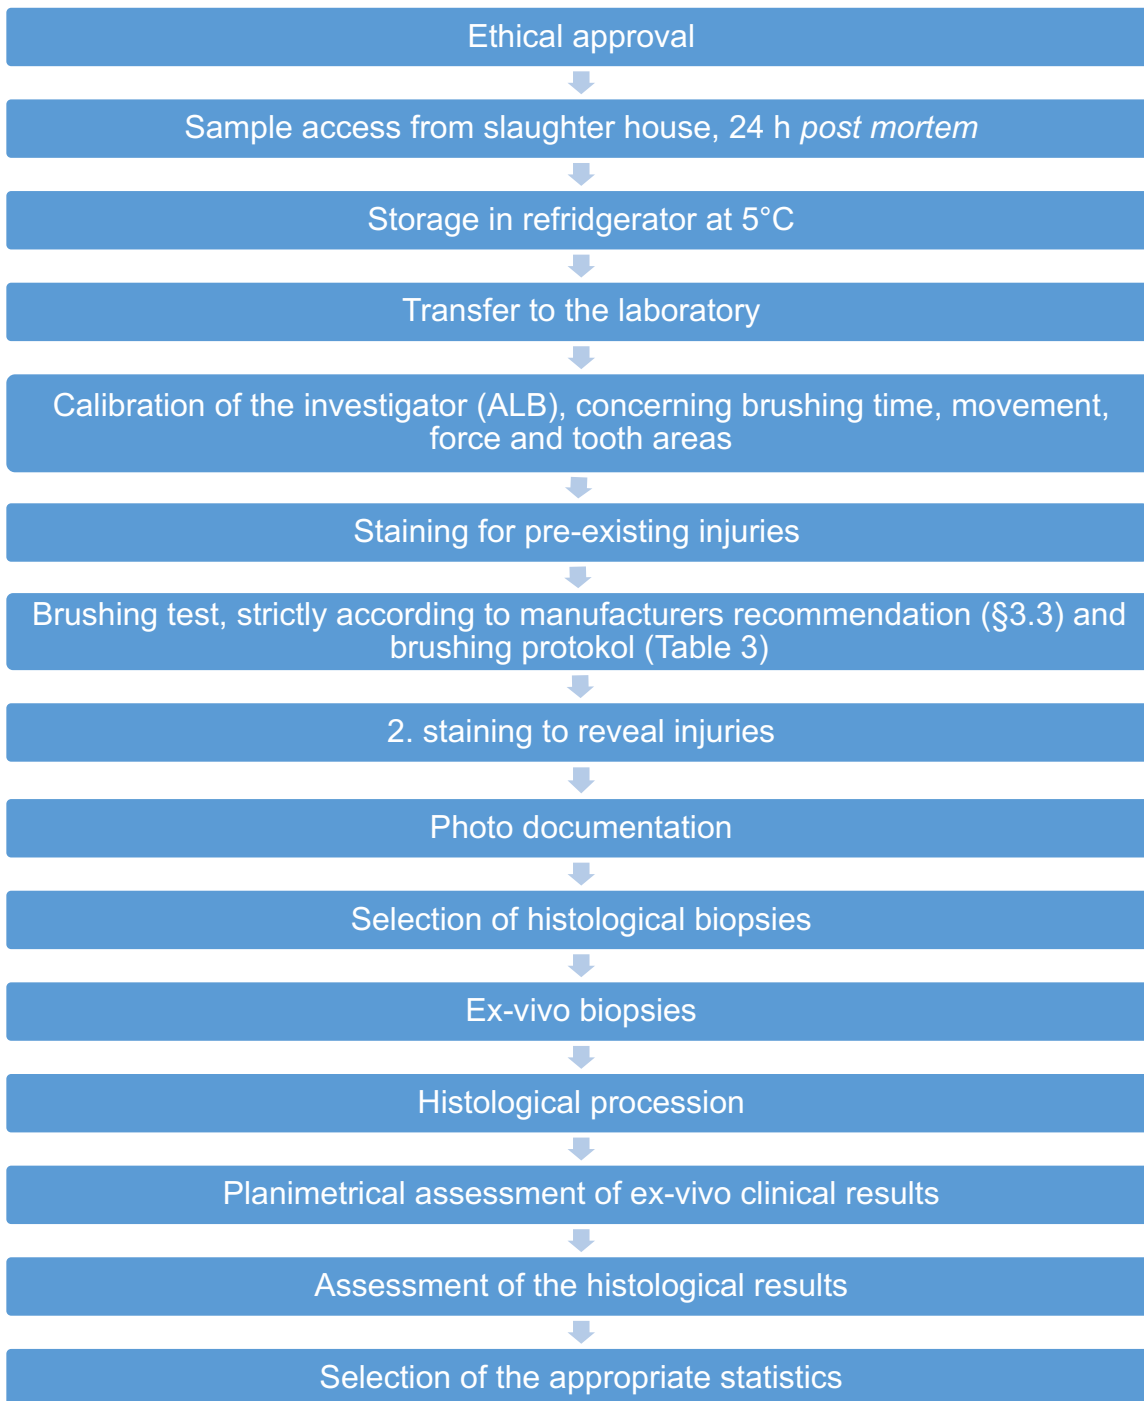 Ethical approval
Sample access from slaughter house, 24 h post mortem
Storage in refridgerator at 5°C
Transfer to the laboratory
Calibration of the investigator (ALB), concerning brushing time, movement,
force and tooth areas
Staining for pre-existing injuries
Brushing test, strictly according to manufacturers recommendation (§3.3) and
brushing protokol (Table 3)
2. staining to reveal injuries
Photo documentation
Selection of histological biopsies
Ex-vivo biopsies
Histological procession
Planimetrical assessment of ex-vivo clinical results
Assessment of the histological results
Selection of the appropriate statistics